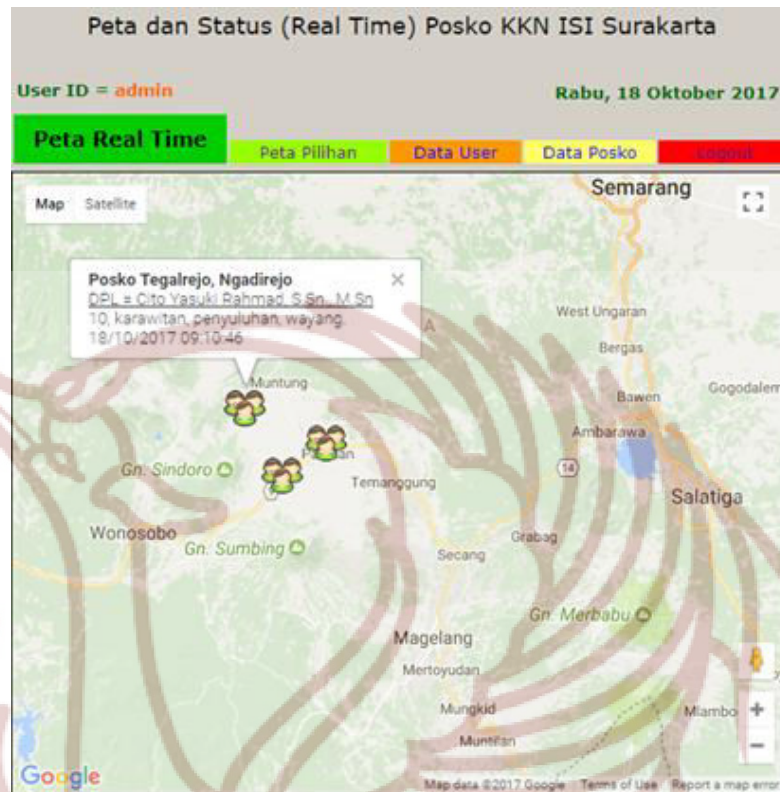 Peta dan Status (Real Time) Posko KKN ISI Surakarta
User ID = admin
Rabu, 18 Oktober 2017
Peta Real Time
Peta Pilihan
Data User
Data Posko
Logout
Map
Satellite
Semarang
Posko Tegalrejo, Ngadirejo
DPL = Cito Yasuki Rahmad, S.Sn., M.Sn
10, karawitan, penyuluhan, wayang.
18/10/2017 09:10:46
A
West Ungaran
Bergas
Muntung
Bawen
Gogodalem
Ambarawa
Gn. Sindoro
14
Temanggung
Salatiga
Wonosobo
Gn. Sumbing
Grabag
Secang
Gn. Merbabu
Magelang
Mertoyudan
Mungkid
Mlambo
Muntilan
Google
Map data ©2017 Google
Terms of Use
Report a map error